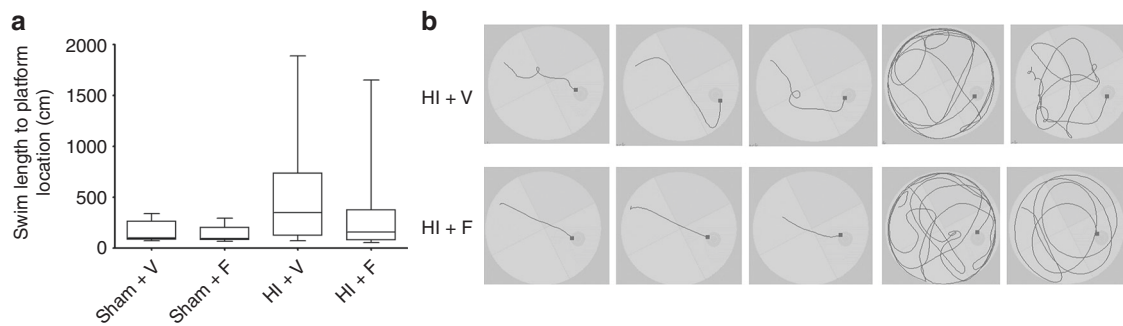 a
Swim length to platform
location (cm)
2000
1500
1000
500
0
Sham + V
Sham + F
HI + V
HI + F
b
HI + V
HI + F